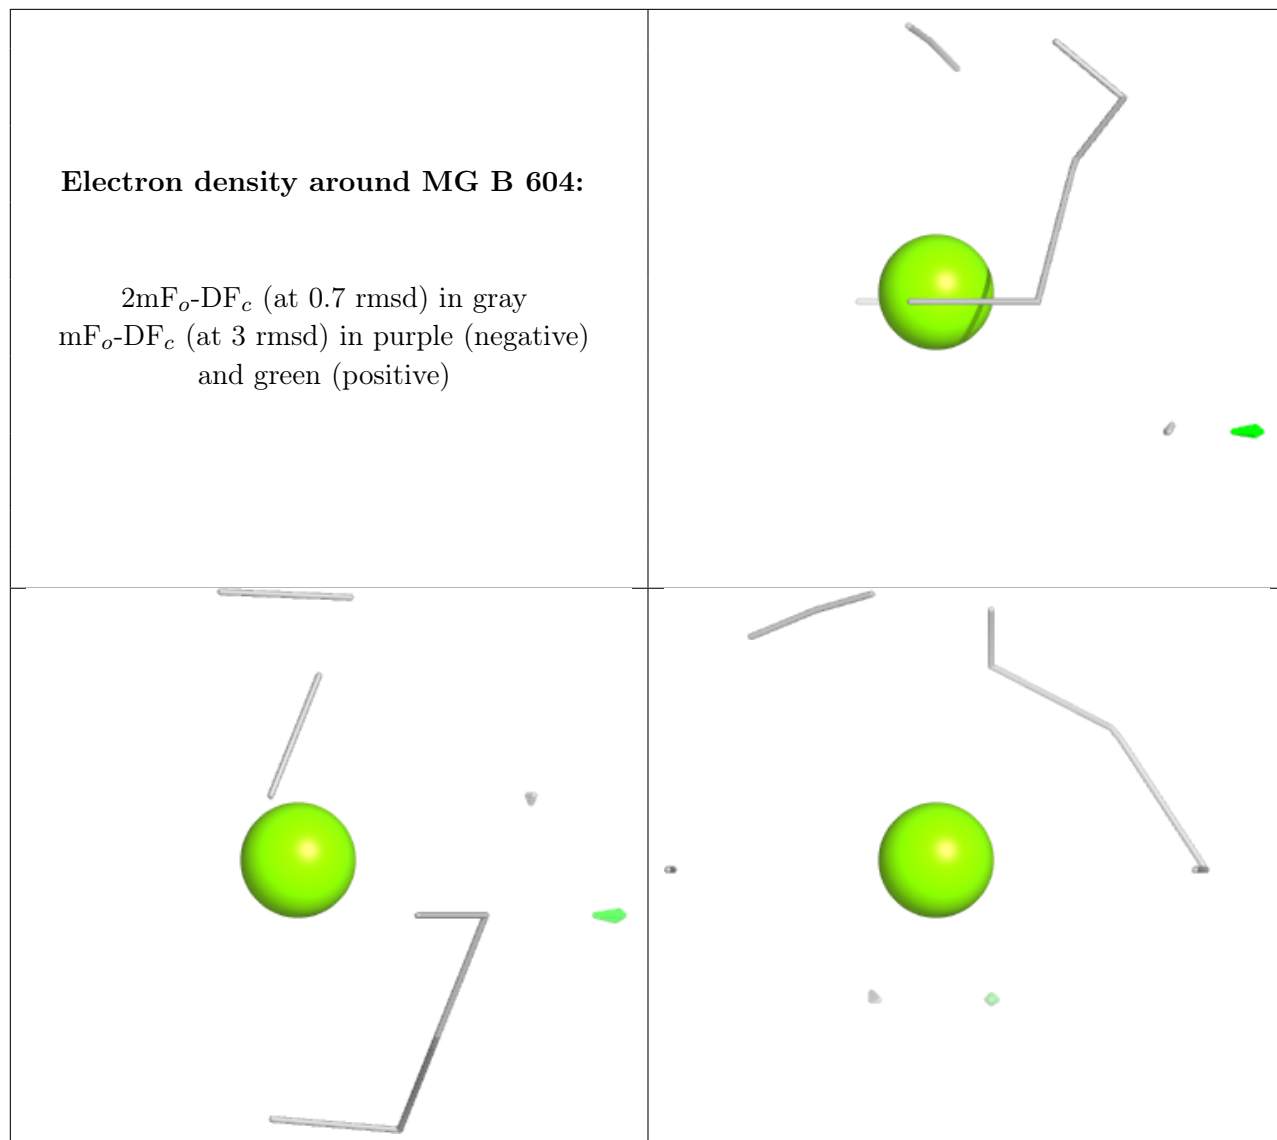 Electron density around MG B 604:
2mFo-DFc (at 0.7 rmsd) in gray
mFo-DFc (at 3 rmsd) in purple (negative)
and green (positive)